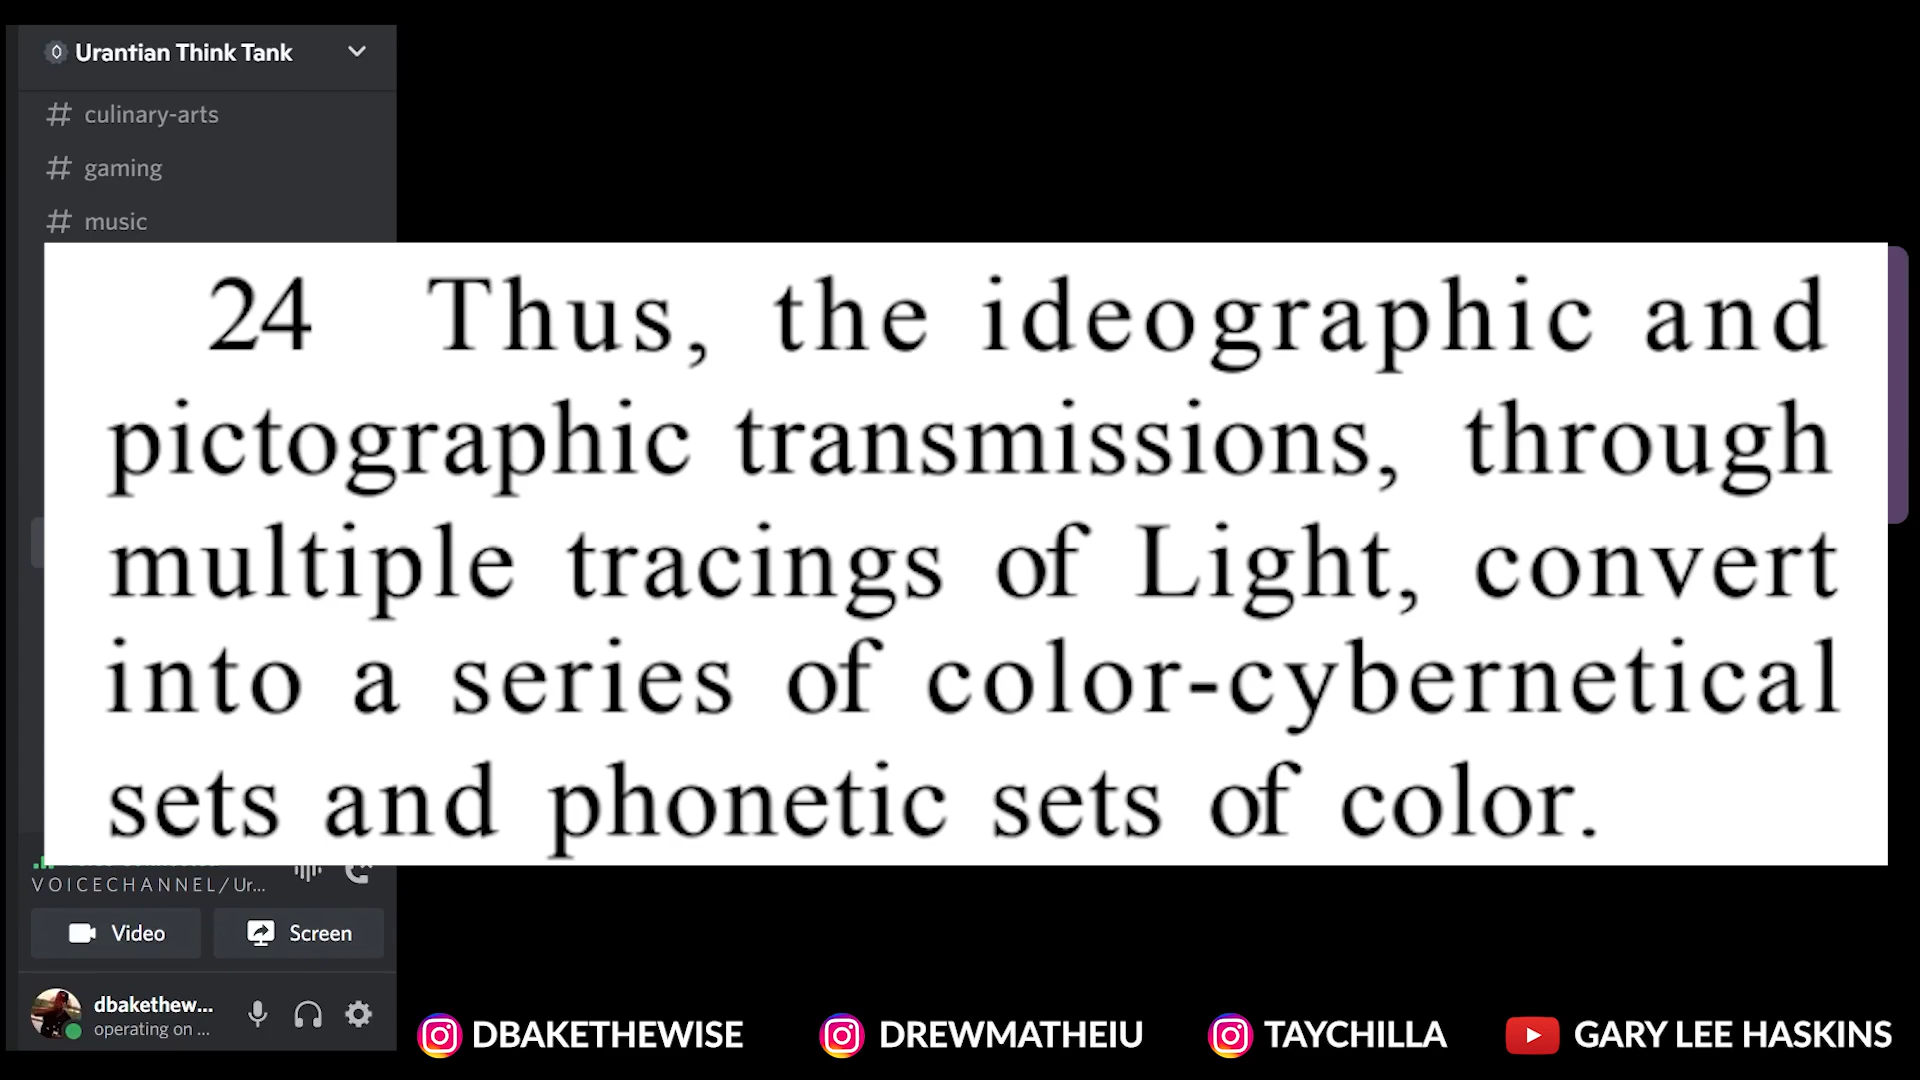 Urantian Think Tank
# culinary-arts
# gaming
# music
24 Thus, the ideographic and
pictographic transmissions, through
multiple tracings of Light, convert
into a series of color-cybernetical
sets and phonetic sets of color.
VOICECHANNEL/Ur...
Video Screen
dbakethew...
operating on ...
DBAKETHEWISE DREWMATHEIU TAYCHILLA GARY LEE HASKINS